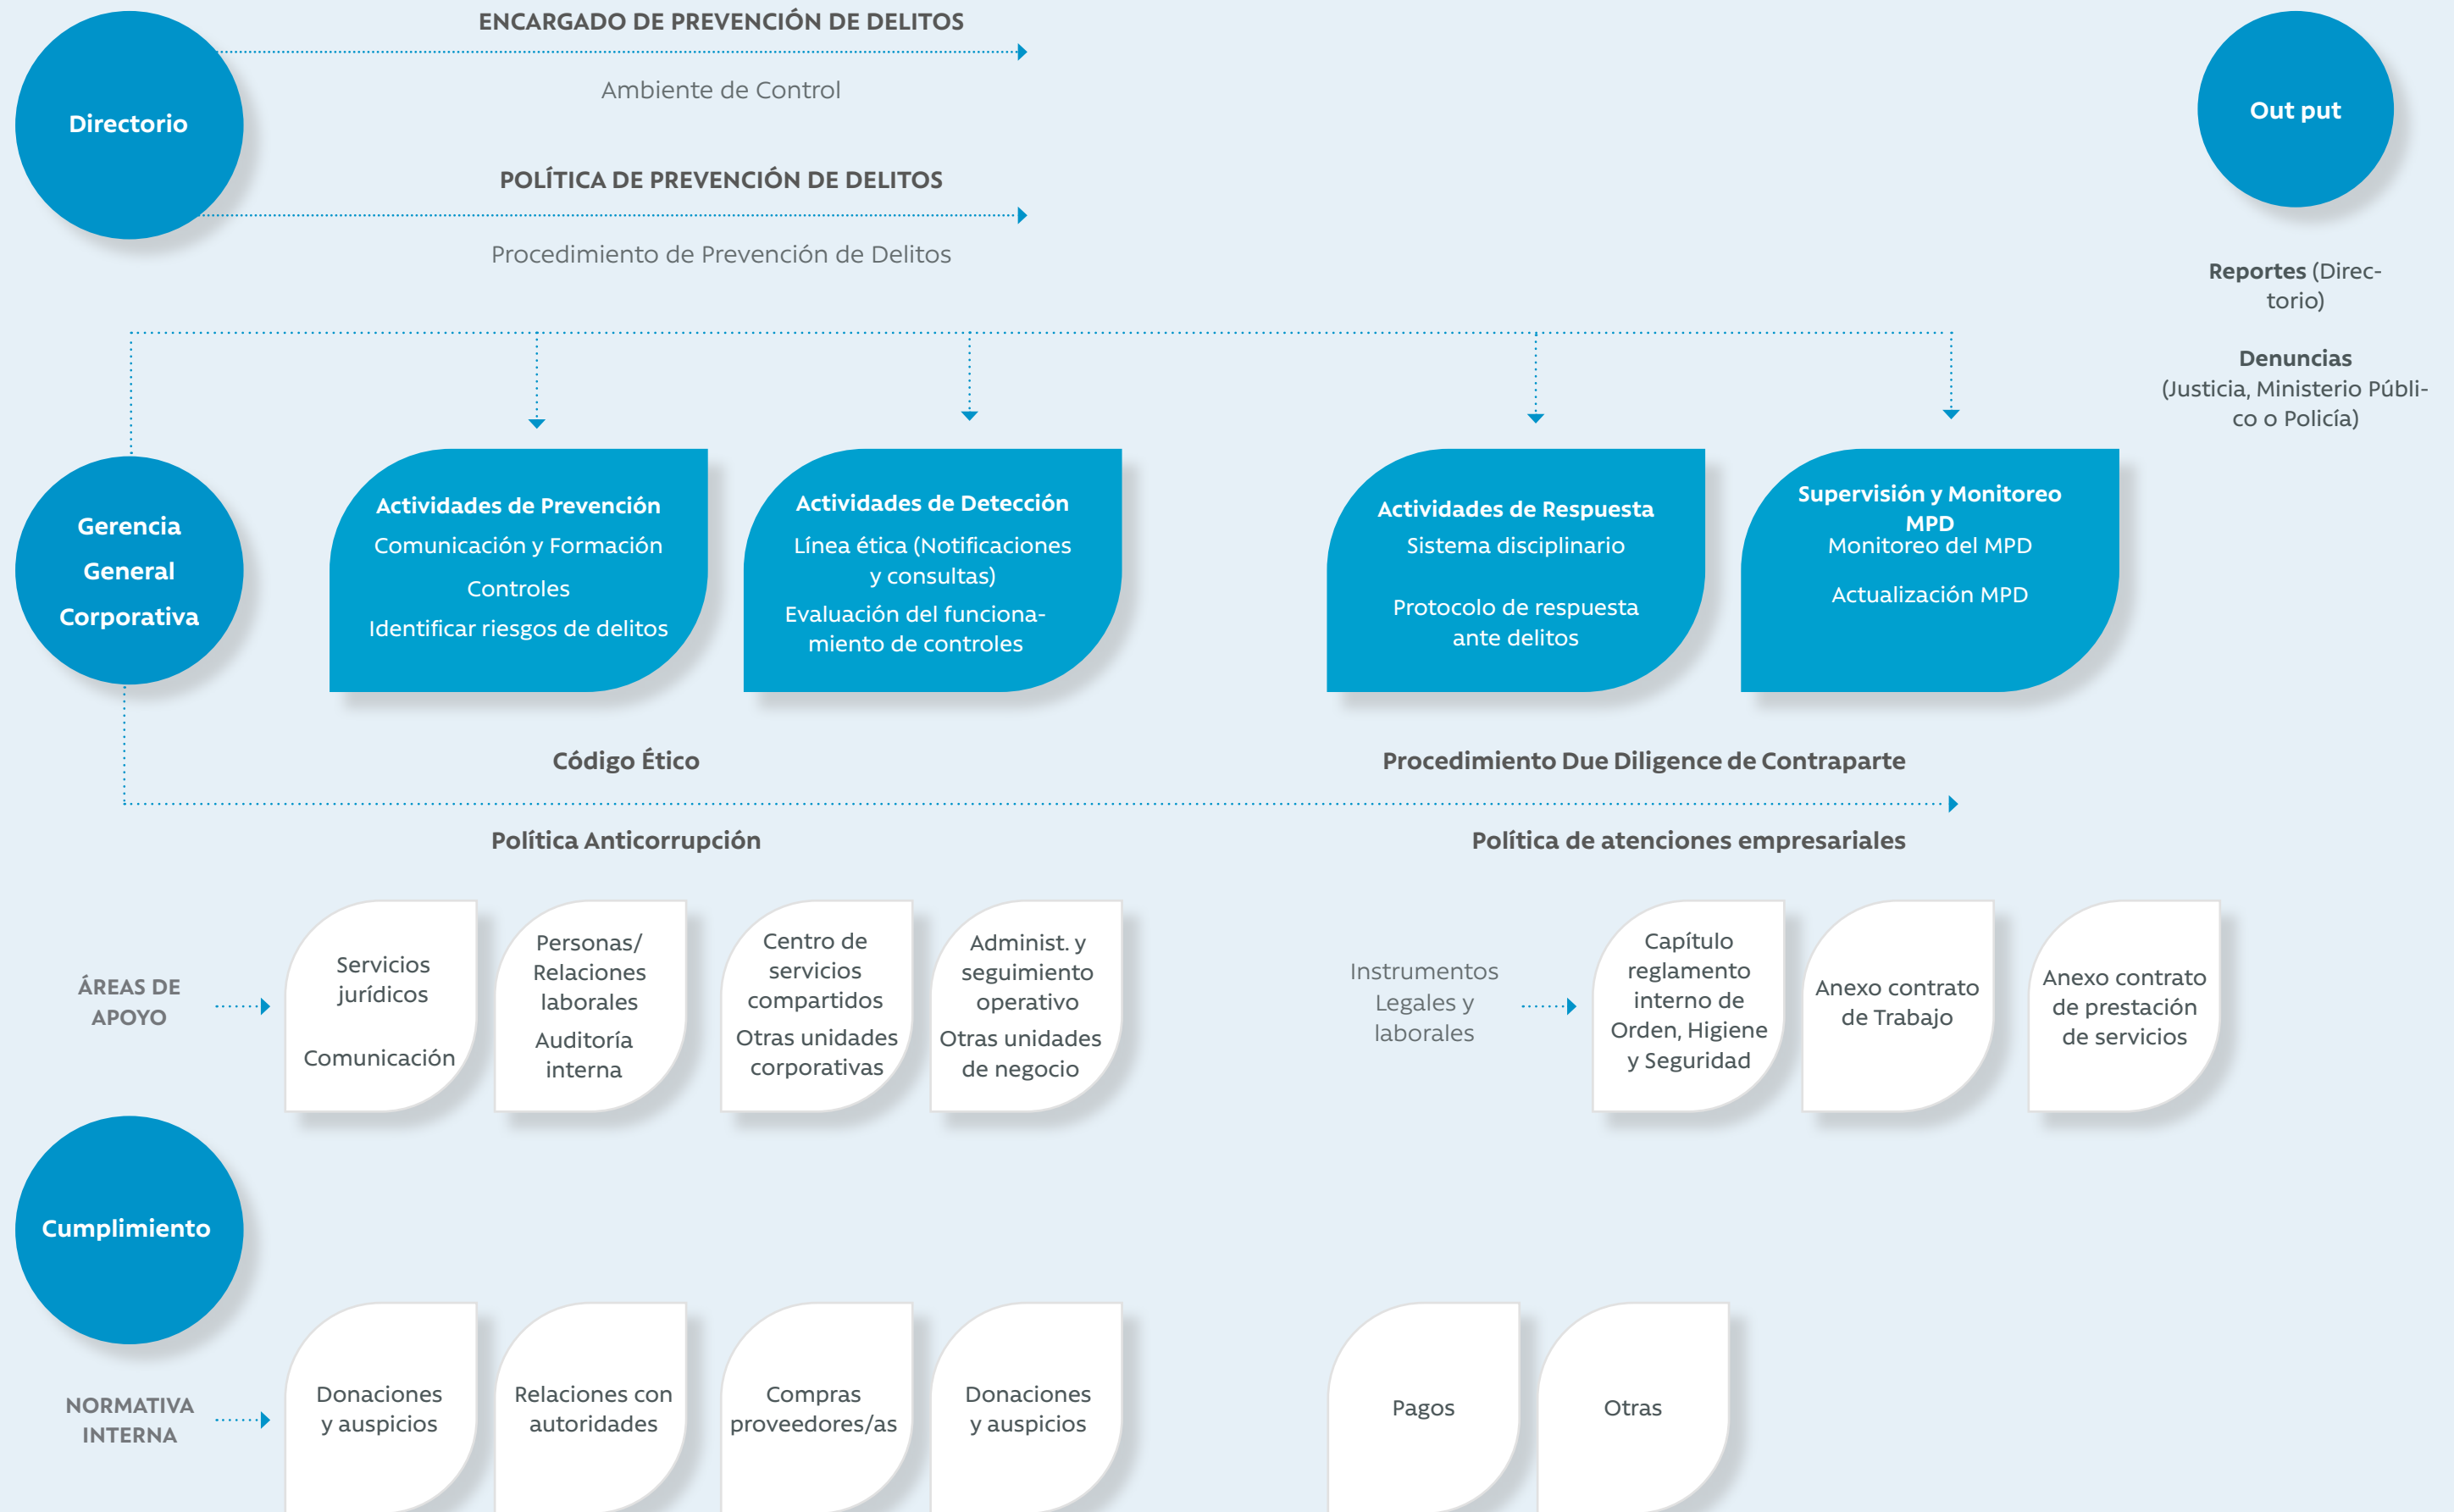 ENCARGADO DE PREVENCIÓN DE DELITOS
Ambiente de Control
Directorio
POLÍTICA DE PREVENCIÓN DE DELITOS
Procedimiento de Prevención de Delitos
Out put
Reportes (Direc-
torio)
Denuncias
(Justicia, Ministerio Públi-
co o Policía)
Gerencia
General
Corporativa
Actividades de Prevención
Comunicación y Formación
Controles
Identificar riesgos de delitos
Actividades de Detección
Línea ética (Notificaciones
y consultas)
Evaluación del funciona-
miento de controles
Actividades de Respuesta
Sistema disciplinario
Protocolo de respuesta
ante delitos
Supervisión y Monitoreo
MPD
Monitoreo del MPD
Actualización MPD
Código Ético
Procedimiento Due Diligence de Contraparte
Política Anticorrupción
Política de atenciones empresariales
ÁREAS DE
APOYO
Servicios
jurídicos
Comunicación
Personas/
Relaciones
laborales
Auditoría
interna
Centro de
servicios
compartidos
Otras unidades
corporativas
Administ. y
seguimiento
operativo
Otras unidades
de negocio
Instrumentos
Legales y
laborales
Capítulo
reglamento
interno de
Orden, Higiene
y Seguridad
Anexo contrato
de Trabajo
Anexo contrato
de prestación
de servicios
Cumplimiento
NORMATIVA
INTERNA
Donaciones
y auspicios
Relaciones con
autoridades
Compras
proveedores/as
Donaciones
y auspicios
Pagos
Otras